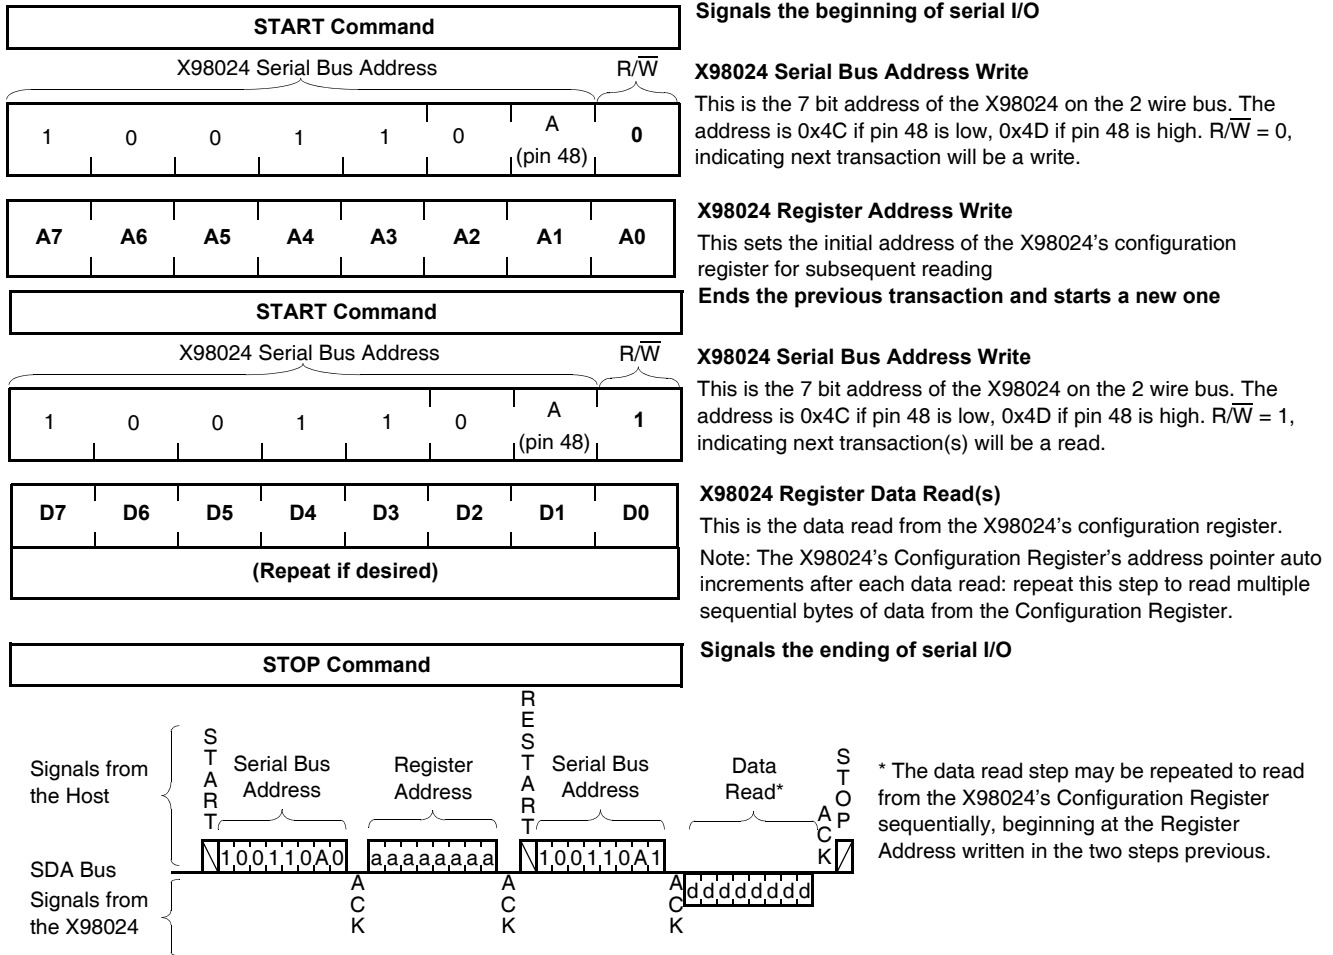 START Command
Signals the beginning of serial I/O
X98024 Serial Bus Address R/W̅
1 0 0 1 1 0 A (pin 48) 0
X98024 Serial Bus Address Write
This is the 7 bit address of the X98024 on the 2 wire bus. The
address is 0x4C if pin 48 is low, 0x4D if pin 48 is high. R/W̅ = 0,
indicating next transaction will be a write.
A7 A6 A5 A4 A3 A2 A1 A0
X98024 Register Address Write
This sets the initial address of the X98024's configuration
register for subsequent reading
START Command
Ends the previous transaction and starts a new one
X98024 Serial Bus Address R/W̅
1 0 0 1 1 0 A (pin 48) 1
X98024 Serial Bus Address Write
This is the 7 bit address of the X98024 on the 2 wire bus. The
address is 0x4C if pin 48 is low, 0x4D if pin 48 is high. R/W̅ = 1,
indicating next transaction(s) will be a read.
D7 D6 D5 D4 D3 D2 D1 D0
(Repeat if desired)
X98024 Register Data Read(s)
This is the data read from the X98024's configuration register.
Note: The X98024's Configuration Register's address pointer auto
increments after each data read: repeat this step to read multiple
sequential bytes of data from the Configuration Register.
STOP Command
Signals the ending of serial I/O
Signals from
the Host
START
Serial Bus
Address
Register
Address
RESTART
Serial Bus
Address
Data
Read*
ACK
STOP
* The data read step may be repeated to read
from the X98024's Configuration Register
sequentially, beginning at the Register
Address written in the two steps previous.
SDA Bus
1 0 0 1 1 0 A 0
a a a a a a a a
1 0 0 1 1 0 A 1
Signals from
the X98024
ACK
ACK
ACK
d d d d d d d d